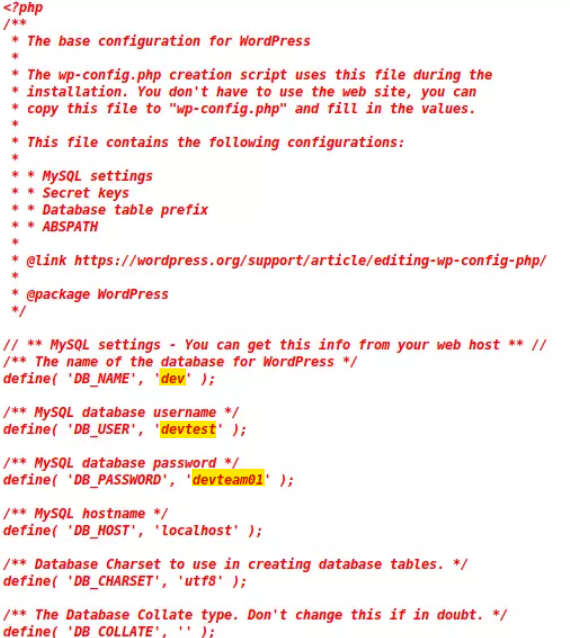 <?php
/**
 * The base configuration for WordPress
 *
 * The wp-config.php creation script uses this file during the
 * installation. You don't have to use the web site, you can
 * copy this file to "wp-config.php" and fill in the values.
 *
 * This file contains the following configurations:
 *
 * * MySQL settings
 * * Secret keys
 * * Database table prefix
 * * ABSPATH
 *
 * @link https://wordpress.org/support/article/editing-wp-config-php/
 *
 * @package WordPress
 */

// ** MySQL settings - You can get this info from your web host ** //
/** The name of the database for WordPress */
define( 'DB_NAME', 'dev' );

/** MySQL database username */
define( 'DB_USER', 'devtest' );

/** MySQL database password */
define( 'DB_PASSWORD', 'devteam01' );

/** MySQL hostname */
define( 'DB_HOST', 'localhost' );

/** Database Charset to use in creating database tables. */
define( 'DB_CHARSET', 'utf8' );

/** The Database Collate type. Don't change this if in doubt. */
define( 'DB_COLLATE', '' );